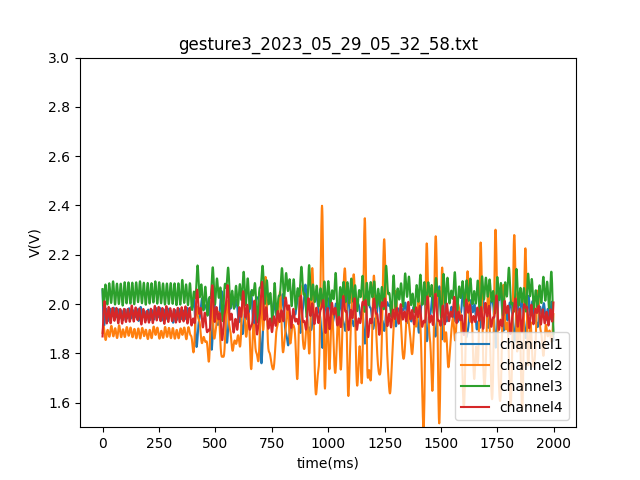 gesture3_2023_05_29_05_32_58.txt
3.0
2.8
2.6
2.4
2.2
2.0
1.8
1.6
V(V)
0 250 500 750 1000 1250 1500 1750 2000
time(ms)
channel1
channel2
channel3
channel4